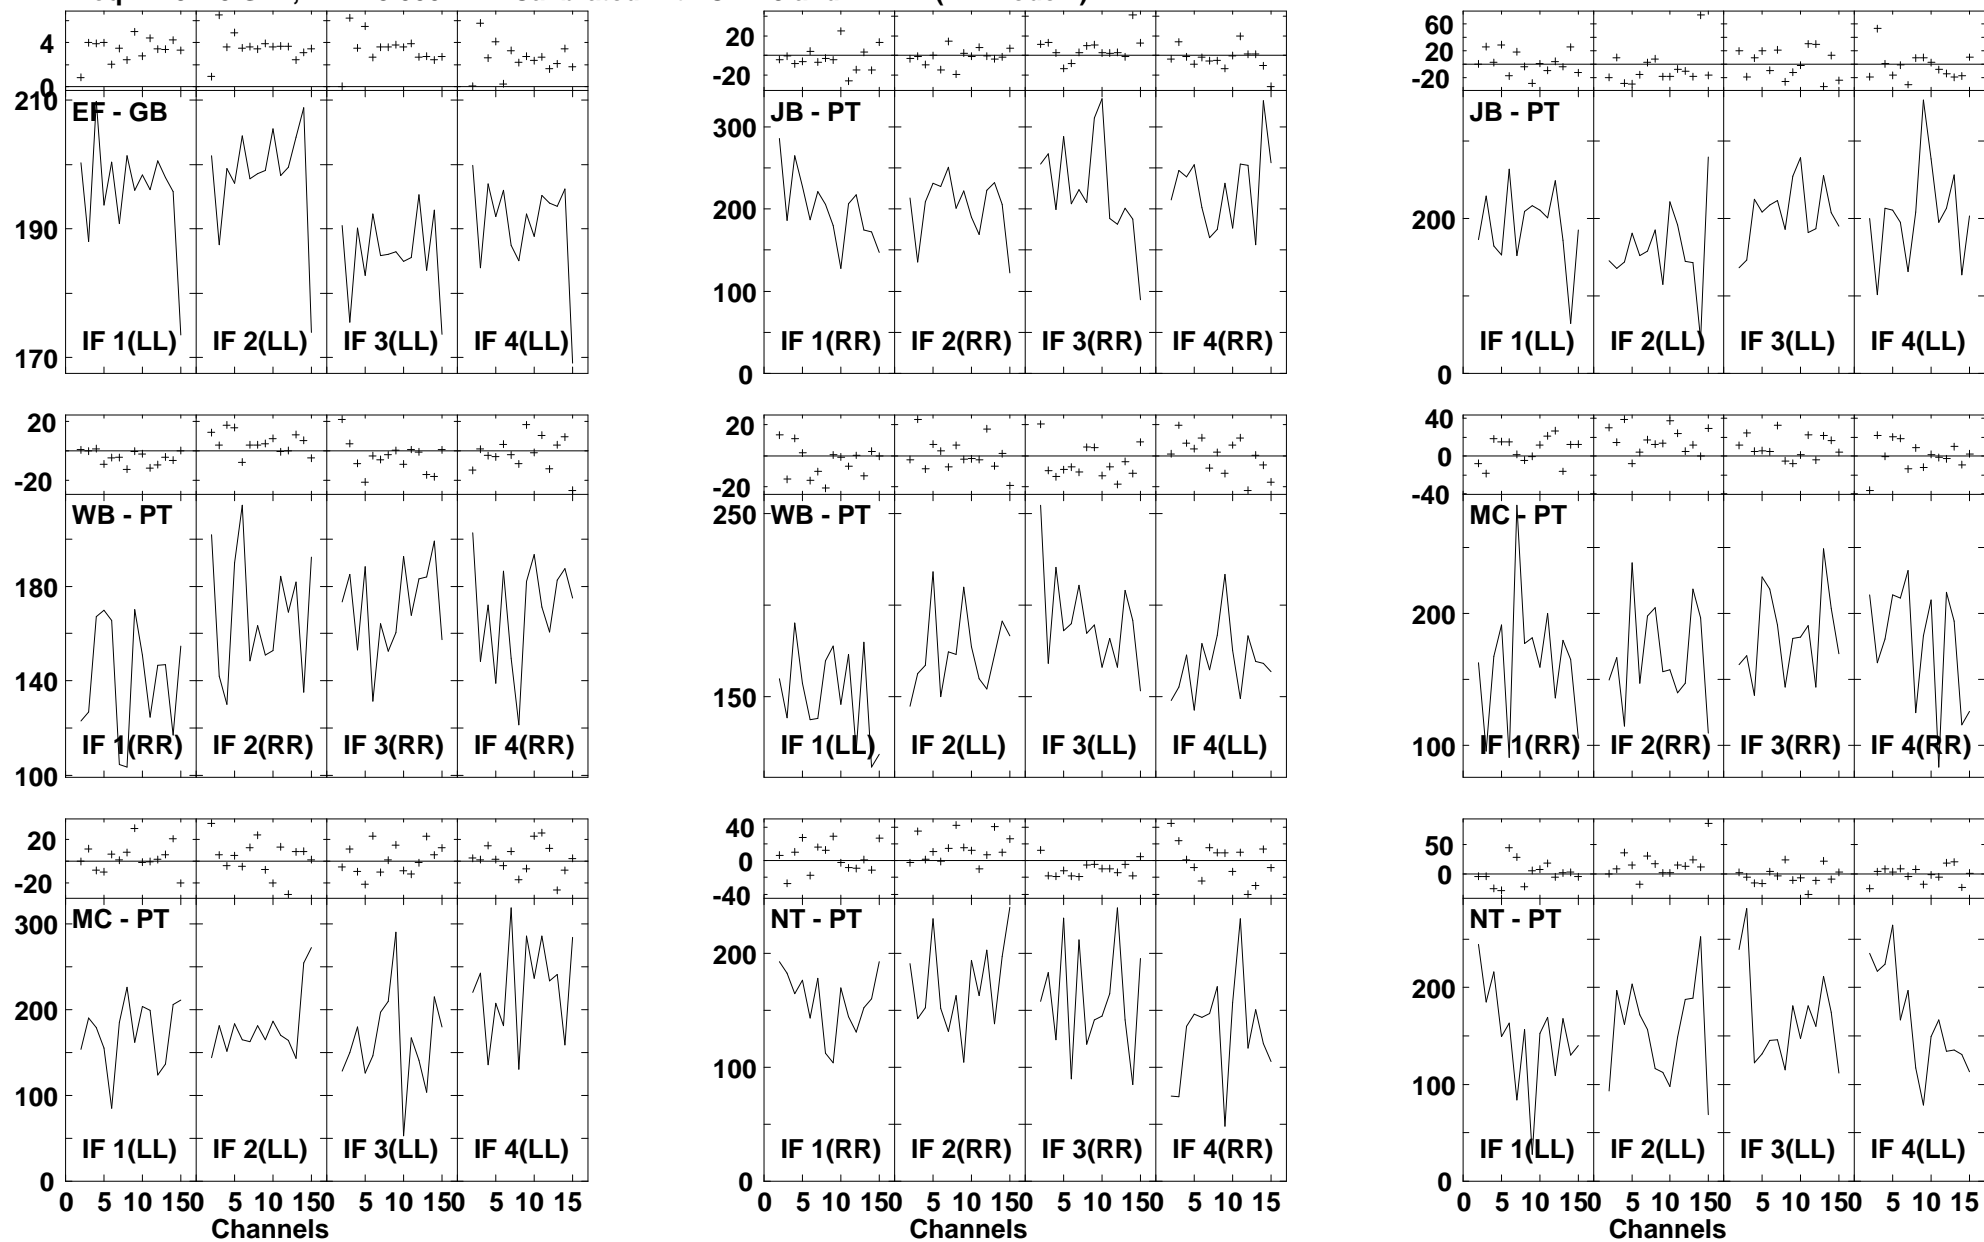 4
0
210
190
170
EF - GB
IF 1(LL) IF 2(LL) IF 3(LL) IF 4(LL)
20
-20
300
200
100
0
JB - PT
IF 1(RR) IF 2(RR) IF 3(RR) IF 4(RR)
60
20
-20
200
0
JB - PT
IF 1(LL) IF 2(LL) IF 3(LL) IF 4(LL)
20
-20
180
140
100
WB - PT
IF 1(RR) IF 2(RR) IF 3(RR) IF 4(RR)
20
-20
250
150
WB - PT
IF 1(LL) IF 2(LL) IF 3(LL) IF 4(LL)
40
0
-40
200
100
MC - PT
IF 1(RR) IF 2(RR) IF 3(RR) IF 4(RR)
20
-20
300
200
100
0
MC - PT
IF 1(LL) IF 2(LL) IF 3(LL) IF 4(LL)
0 5 10 150 5 10 150 5 10 150 5 10 15
Channels
40
0
-40
200
100
0
NT - PT
IF 1(RR) IF 2(RR) IF 3(RR) IF 4(RR)
0 5 10 150 5 10 150 5 10 150 5 10 15
Channels
50
0
200
100
0
NT - PT
IF 1(LL) IF 2(LL) IF 3(LL) IF 4(LL)
0 5 10 150 5 10 150 5 10 150 5 10 15
Channels